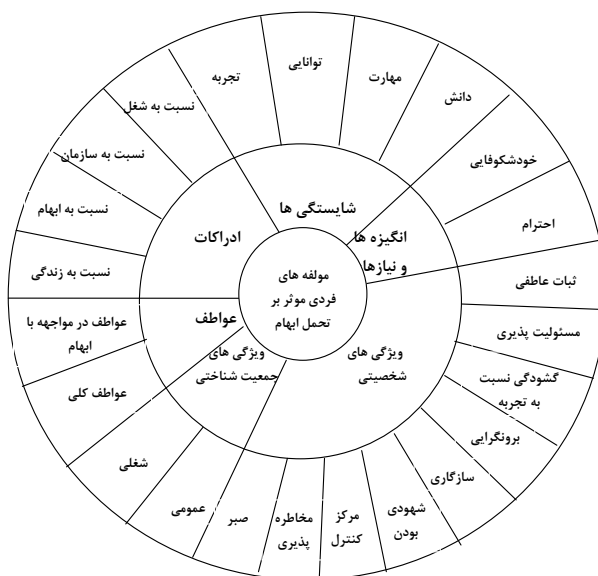 مولفه های
فردی موثر بر
تحمل ابهام
شایستگی ها
انگیزه ها
و نیازها
ویژگی های
شخصیتی
ویژگی های
جمعیت شناختی
عواطف
ادراکات
تجربه
توانایی
مهارت
دانش
خودشکوفایی
احترام
ثبات عاطفی
مسئولیت پذیری
گشودگی نسبت
به تجربه
برونگرایی
سازگاری
شهودی
بودن
مرکز
کنترل
مخاطره
پذیری
صبر
عمومی
شغلی
عواطف کلی
عواطف در مواجهه با
ابهام
نسبت به زندگی
نسبت به ابهام
نسبت به سازمان
نسبت به شغل